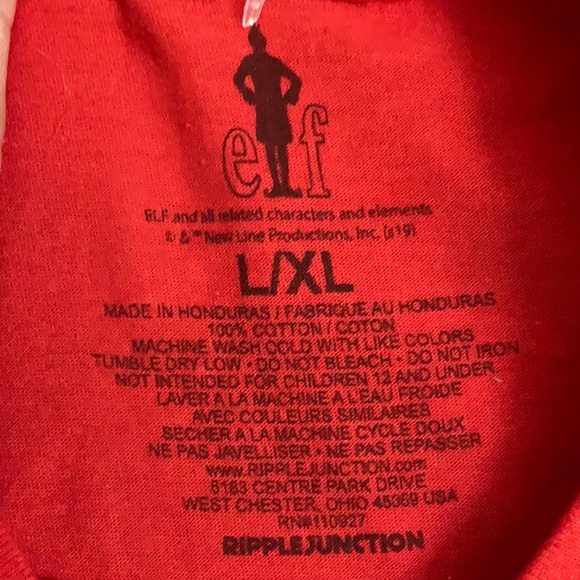 elf
ELF and all related characters and elements
© & ™ New Line Productions, Inc. (s19)
L/XL
MADE IN HONDURAS / FABRIQUE AU HONDURAS
100% COTTON / COTON
MACHINE WASH COLD WITH LIKE COLORS
TUMBLE DRY LOW • DO NOT BLEACH • DO NOT IRON
NOT INTENDED FOR CHILDREN 12 AND UNDER
LAVER A LA MACHINE A L'EAU FROIDE
AVEC COULEURS SIMILAIRES
SECHER A LA MACHINE CYCLE DOUX
NE PAS JAVELLISER • NE PAS REPASSER
www.RIPPLEJUNCTION.com
6163 CENTRE PARK DRIVE
WEST CHESTER, OHIO 45069 USA
RN#110927
RIPPLE JUNCTION